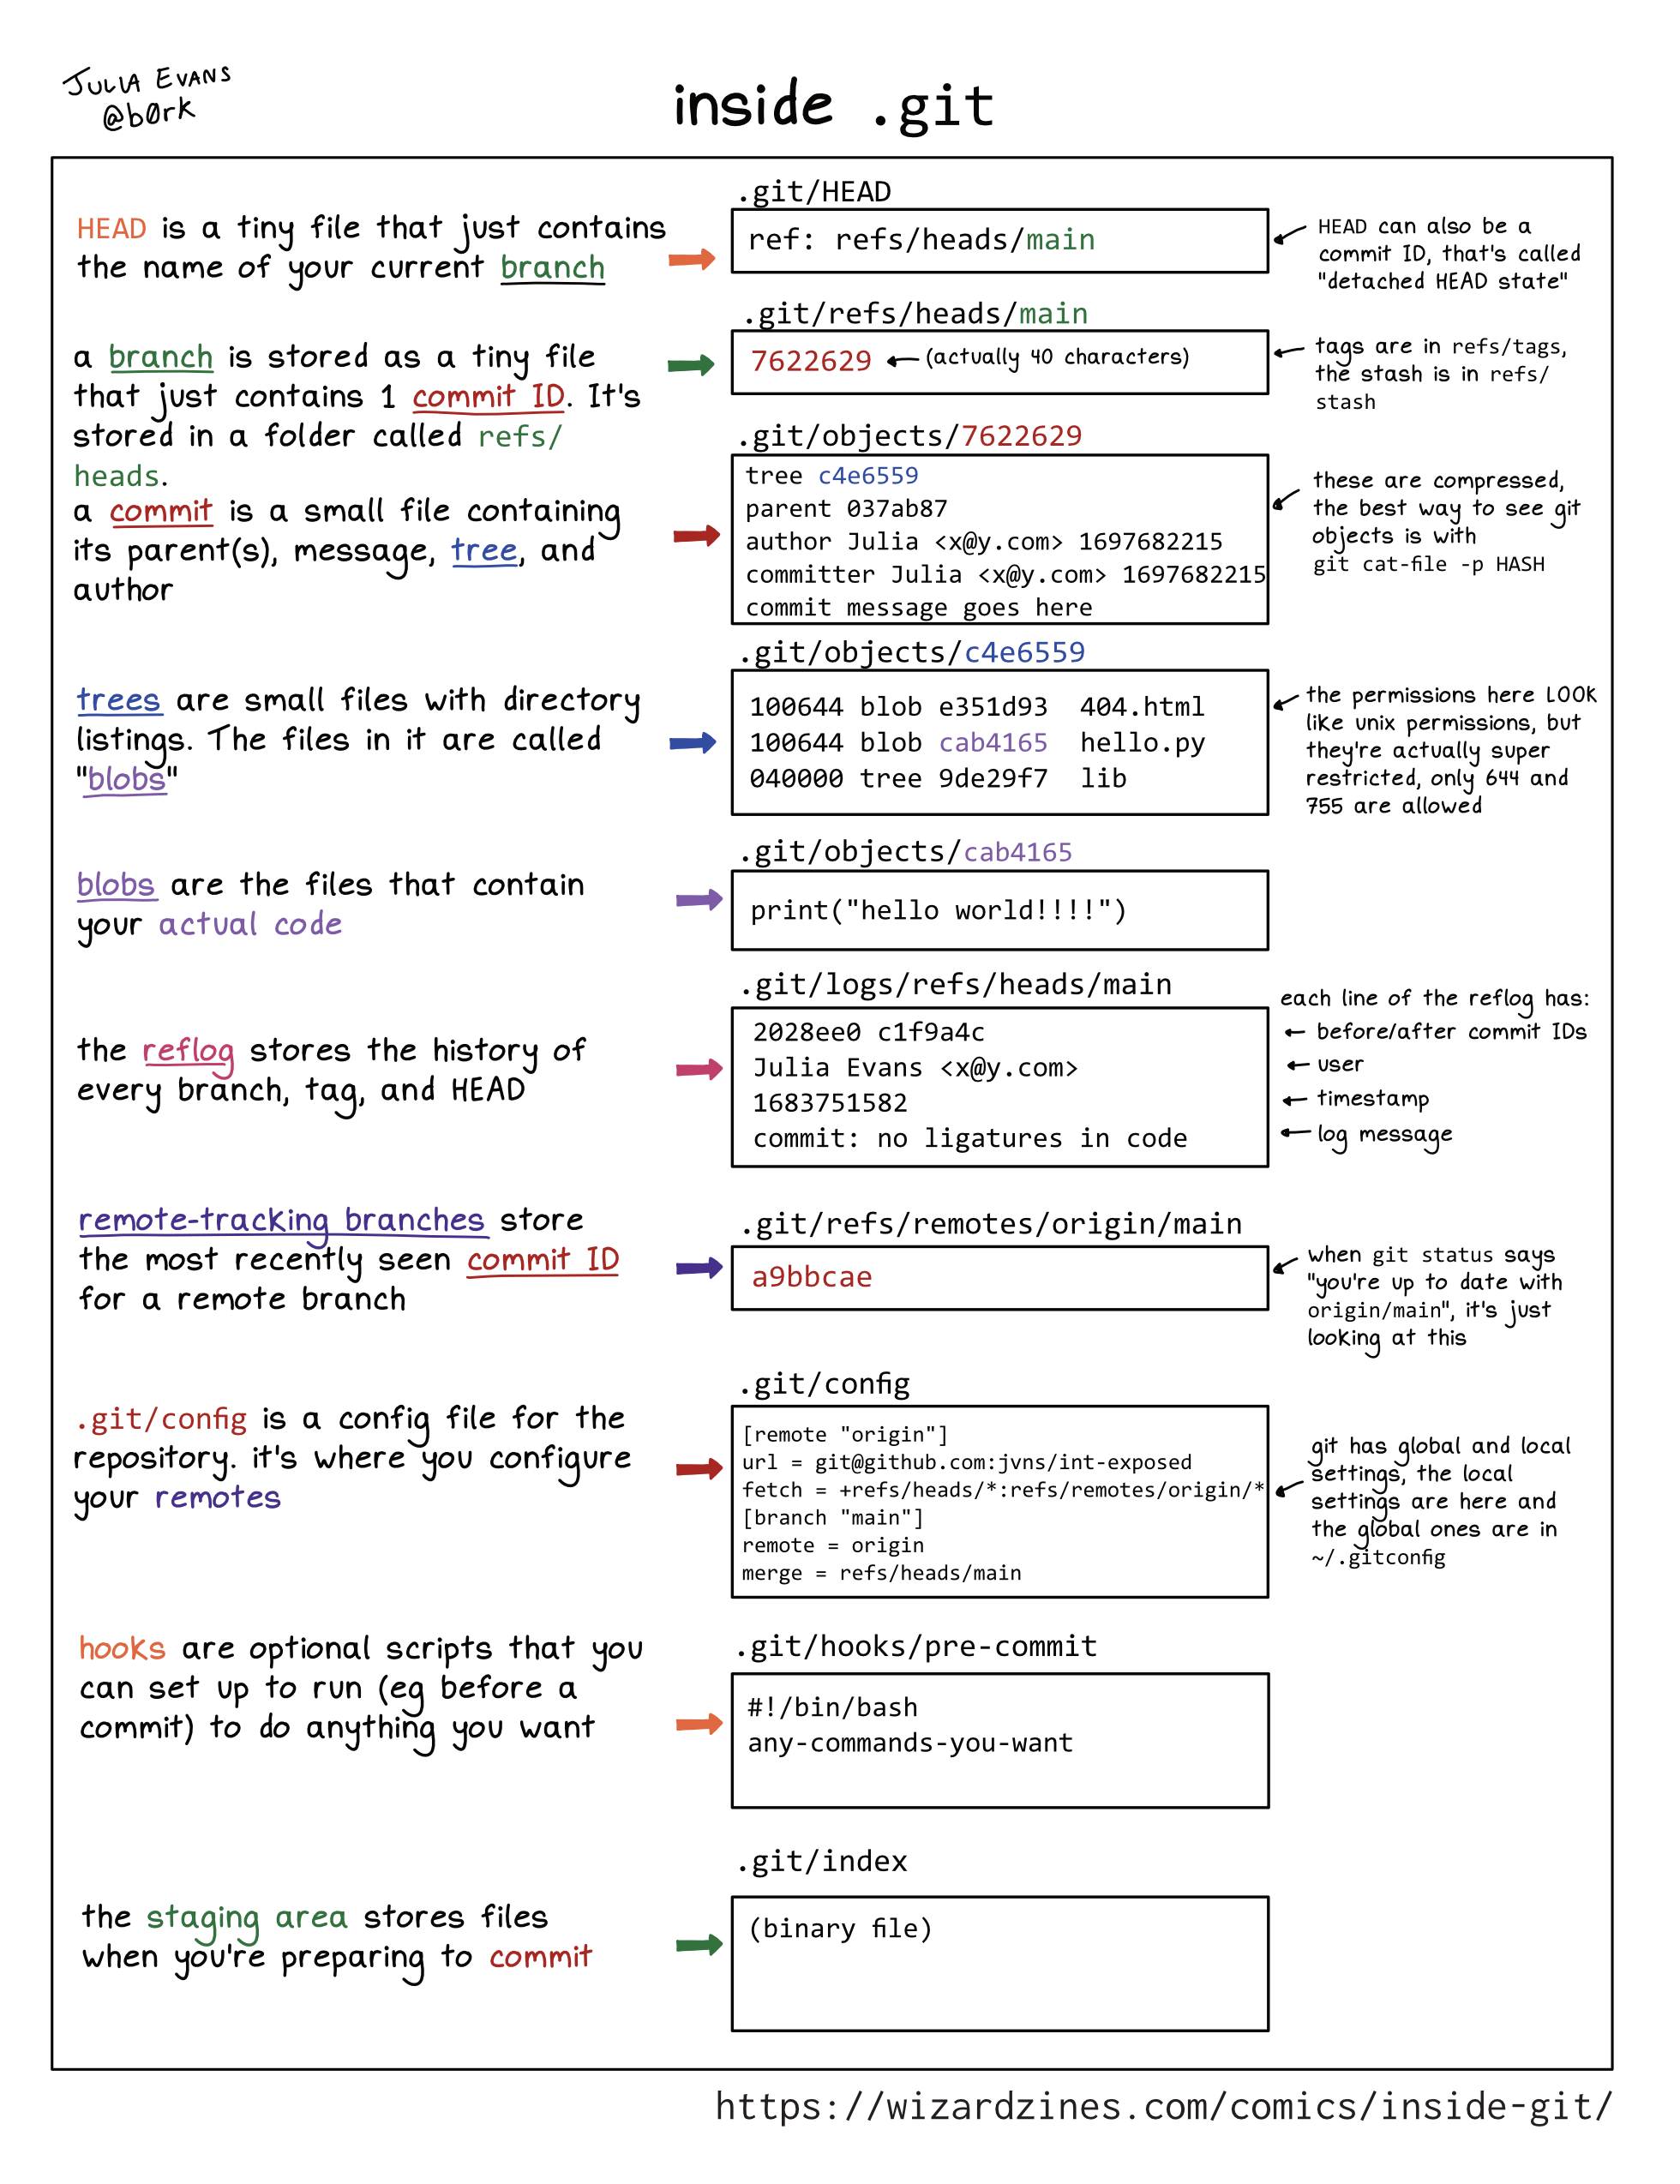 JULIA EVANS
@b0rk
inside .git
HEAD is a tiny file that just contains
the name of your current branch
.git/HEAD
ref: refs/heads/main
HEAD can also be a
commit ID, that's called
"detached HEAD state"
a branch is stored as a tiny file
that just contains 1 commit ID. It's
stored in a folder called refs/
heads.
.git/refs/heads/main
7622629 (actually 40 characters)
tags are in refs/tags,
the stash is in refs/
stash
a commit is a small file containing
its parent(s), message, tree, and
author
.git/objects/7622629
tree c4e6559
parent 037ab87
author Julia <x@y.com> 1697682215
committer Julia <x@y.com> 1697682215
commit message goes here
these are compressed,
the best way to see git
objects is with
git cat-file -p HASH
trees are small files with directory
listings. The files in it are called
"blobs"
.git/objects/c4e6559
100644 blob e351d93 404.html
100644 blob cab4165 hello.py
040000 tree 9de29f7 lib
the permissions here LOOK
like unix permissions, but
they're actually super
restricted, only 644 and
755 are allowed
blobs are the files that contain
your actual code
.git/objects/cab4165
print("hello world!!!!")
the reflog stores the history of
every branch, tag, and HEAD
.git/logs/refs/heads/main
2028ee0 c1f9a4c
Julia Evans <x@y.com>
1683751582
commit: no ligatures in code
each line of the reflog has:
before/after commit IDs
user
timestamp
log message
remote-tracking branches store
the most recently seen commit ID
for a remote branch
.git/refs/remotes/origin/main
a9bbcae
when git status says
"you're up to date with
origin/main", it's just
looking at this
.git/config is a config file for the
repository. it's where you configure
your remotes
.git/config
[remote "origin"]
url = git@github.com:jvns/int-exposed
fetch = +refs/heads/*:refs/remotes/origin/*
[branch "main"]
remote = origin
merge = refs/heads/main
git has global and local
settings, the local
settings are here and
the global ones are in
~/.gitconfig
hooks are optional scripts that you
can set up to run (eg before a
commit) to do anything you want
.git/hooks/pre-commit
#!/bin/bash
any-commands-you-want
the staging area stores files
when you're preparing to commit
.git/index
(binary file)
https://wizardzines.com/comics/inside-git/